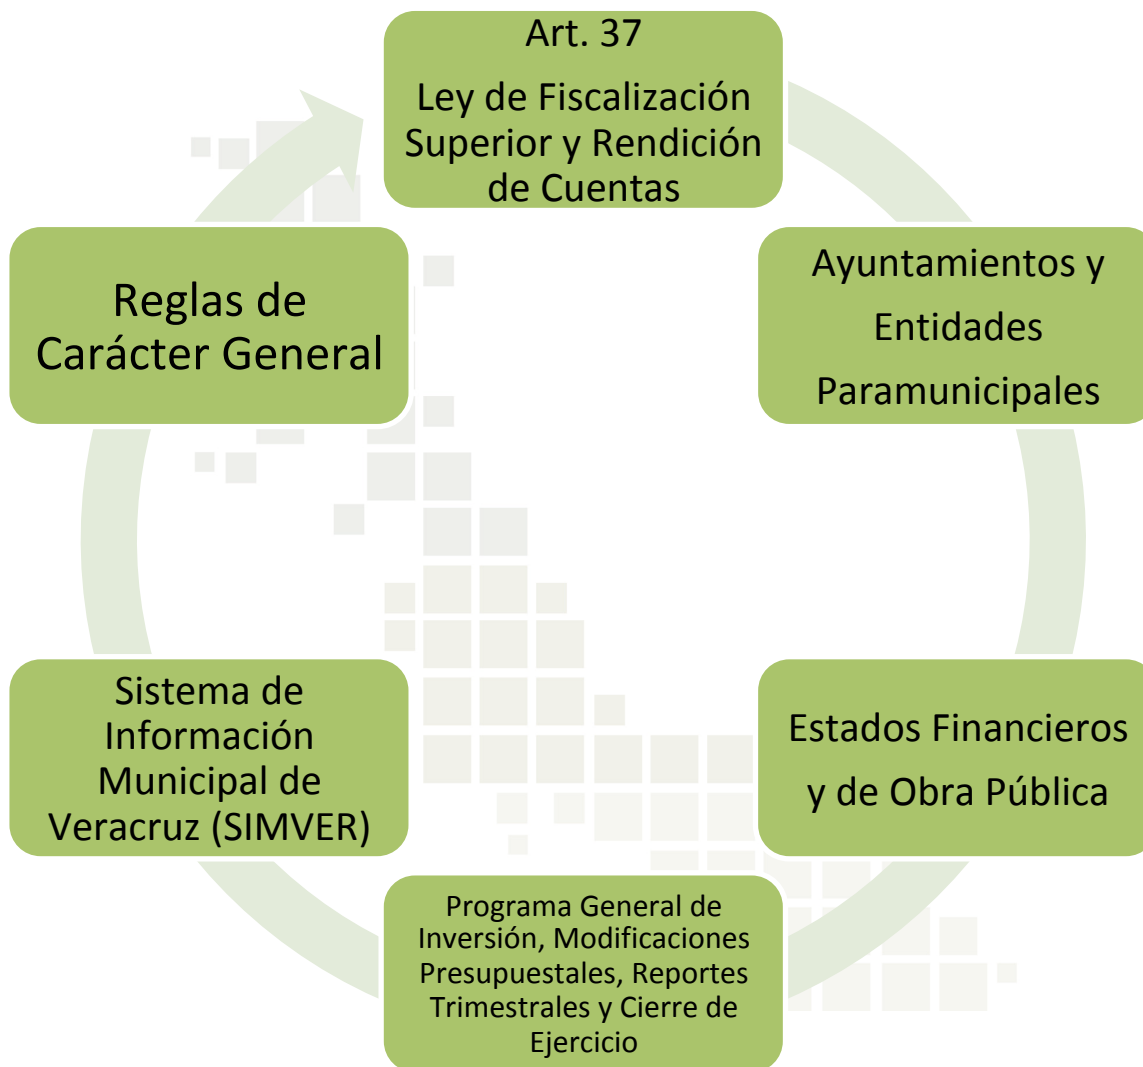 Art. 37
Ley de Fiscalización
Superior y Rendición
de Cuentas
Ayuntamientos y
Entidades
Paramunicipales
Estados Financieros
y de Obra Pública
Programa General de
Inversión, Modificaciones
Presupuestales, Reportes
Trimestrales y Cierre de
Ejercicio
Sistema de
Información
Municipal de
Veracruz (SIMVER)
Reglas de
Carácter General